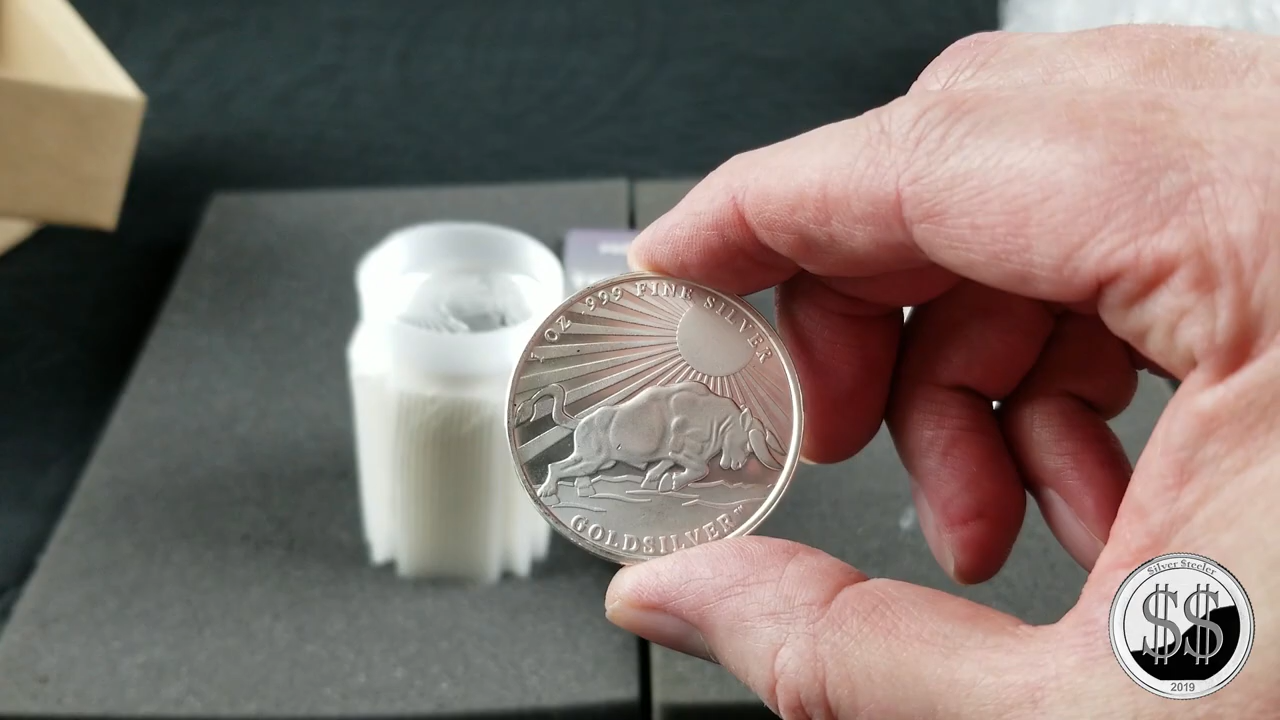 1 OZ .999 FINE SILVER
GOLDSILVER™
Silver Steeler
$$
2019